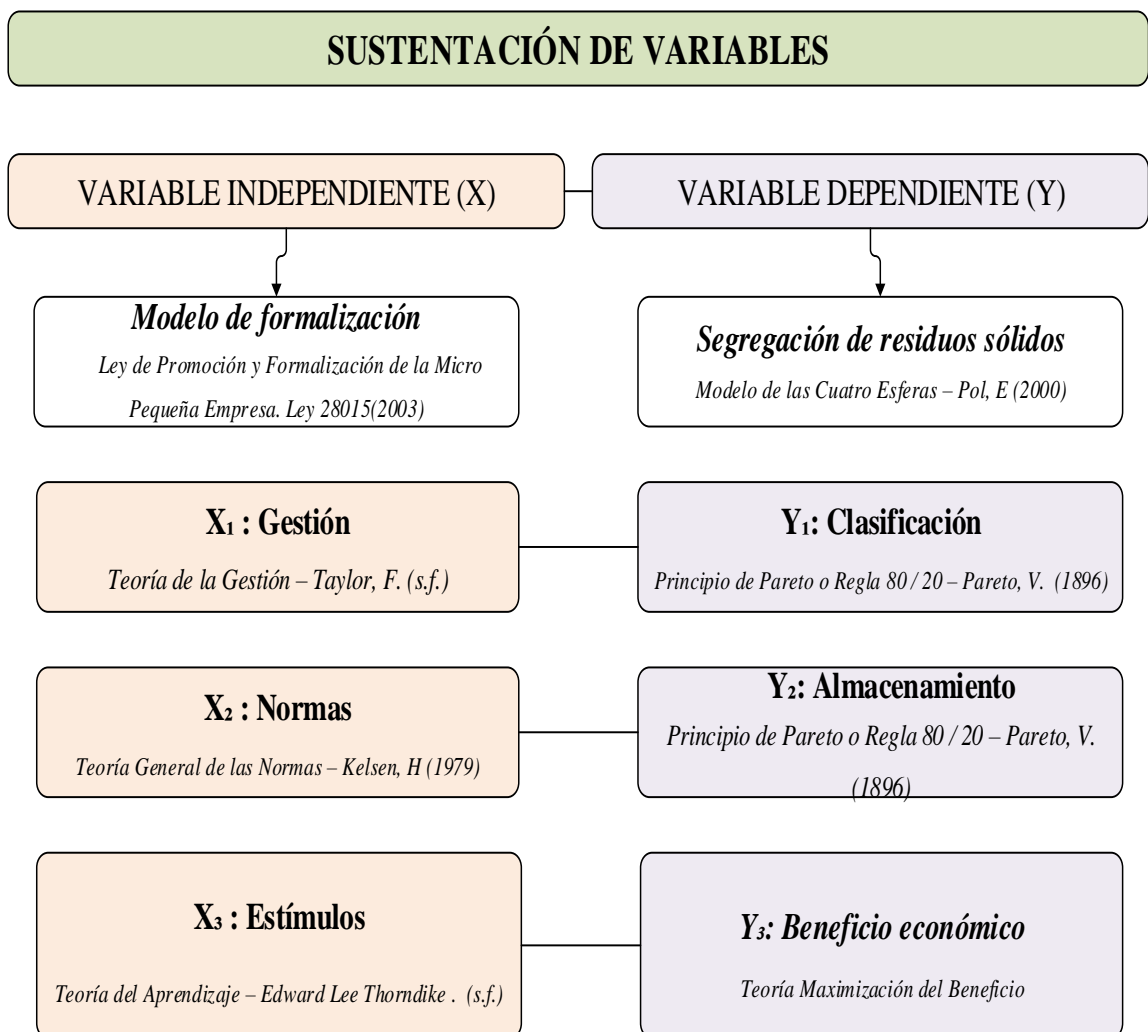 SUSTENTACIÓN DE VARIABLES
VARIABLE INDEPENDIENTE (X)
VARIABLE DEPENDIENTE (Y)
Modelo de formalización
Ley de Promoción y Formalización de la Micro
Pequeña Empresa. Ley 28015(2003)
Segregación de residuos sólidos
Modelo de las Cuatro Esferas – Pol, E (2000)
X₁ : Gestión
Teoría de la Gestión – Taylor, F. (s.f.)
Y₁: Clasificación
Principio de Pareto o Regla 80 / 20 – Pareto, V. (1896)
X₂ : Normas
Teoría General de las Normas – Kelsen, H (1979)
Y₂: Almacenamiento
Principio de Pareto o Regla 80 / 20 – Pareto, V.
(1896)
X₃ : Estímulos
Teoría del Aprendizaje – Edward Lee Thorndike . (s.f.)
Y₃: Beneficio económico
Teoría Maximización del Beneficio